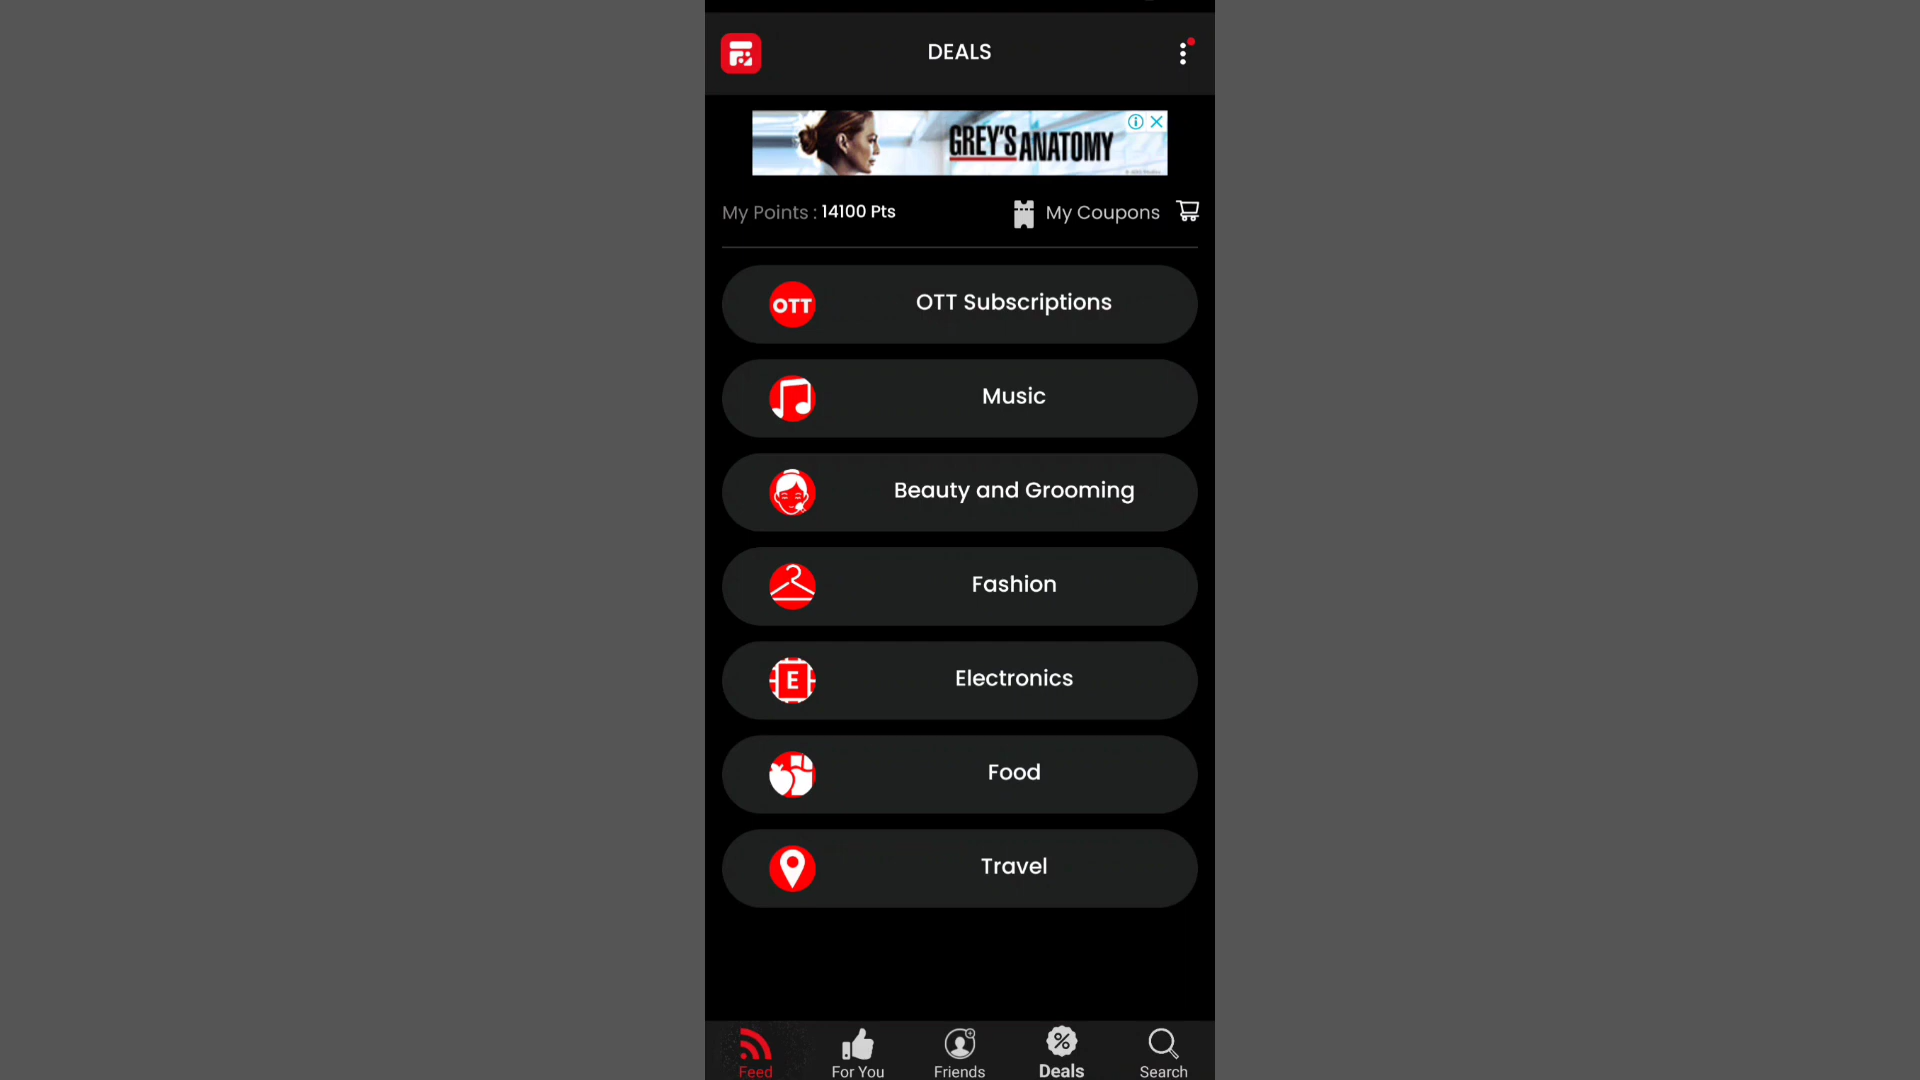 DEALS
GREY'S ANATOMY
My Points : 14100 Pts
My Coupons
OTT
OTT Subscriptions
Music
Beauty and Grooming
Fashion
E
Electronics
Food
Travel
Feed
For You
Friends
%
Deals
Search